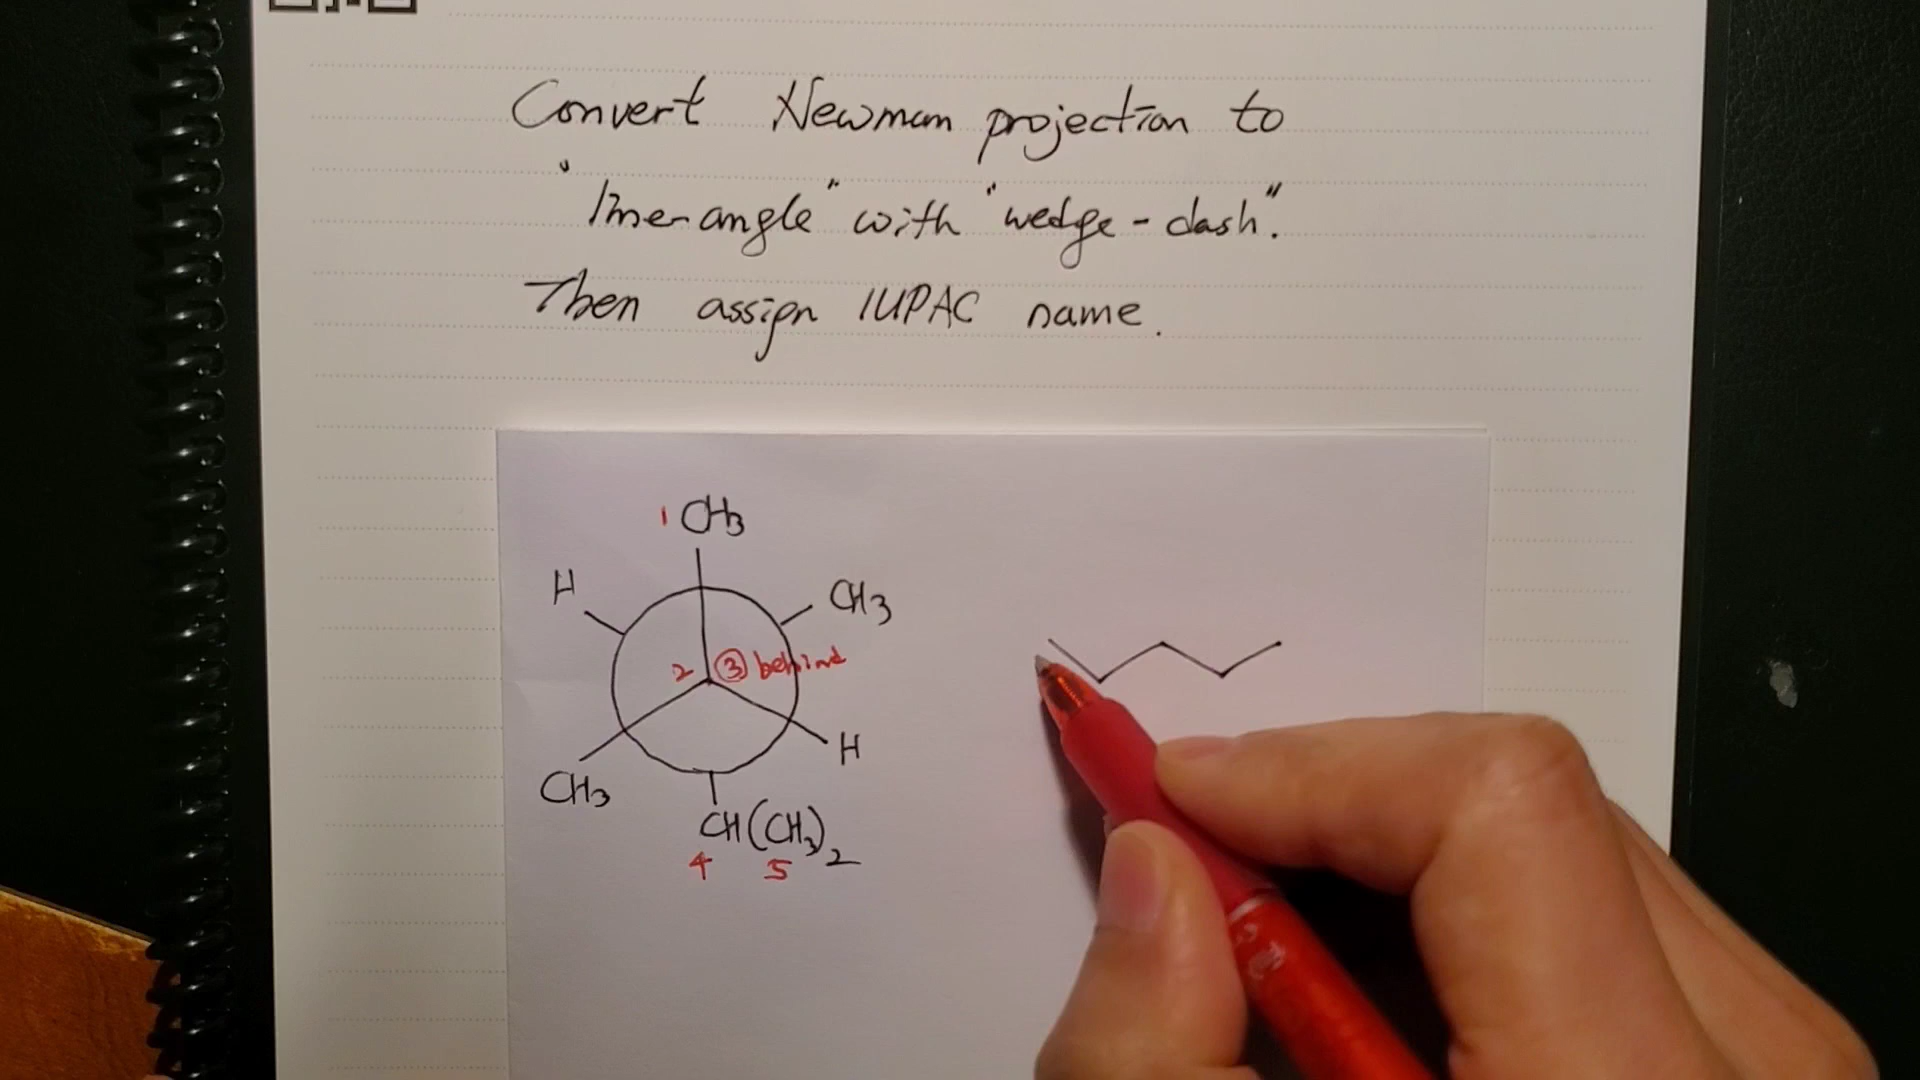 Convert Newman projection to
"line-angle" with "wedge-dash".
Then assign IUPAC name.
1 CH3
H
CH3
2 ③ behind
H
CH3
CH(CH3)2
4 5